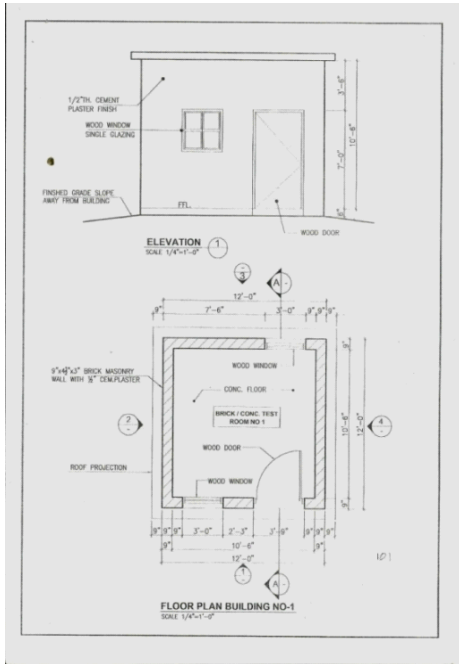 1/2"TH. CEMENT
PLASTER FINISH
WOOD WINDOW
SINGLE GLAZING
FINISHED GRADE SLOPE
AWAY FROM BUILDING
FFL.
WOOD DOOR
3'-6"
10'-6"
7'-0"
6"
ELEVATION 1
SCALE 1/4"=1'-0"
3
A
12'-0"
9" 7'-6" 3'-0" 9" 9" 9"
WOOD WINDOW
CONC. FLOOR
BRICK / CONC. TEST
ROOM NO 1
WOOD DOOR
WOOD WINDOW
BRICK MASONRY
WALL WITH ½" CEM.PLASTER
2
4
ROOF PROJECTION
9"
10'-6"
12'-0"
9"
9" 9" 9" 3'-0" 2'-3" 3'-9" 9" 9" 9"
9" 10'-6" 9"
12'-0"
1
A
101
FLOOR PLAN BUILDING NO-1
SCALE 1/4"=1'-0"